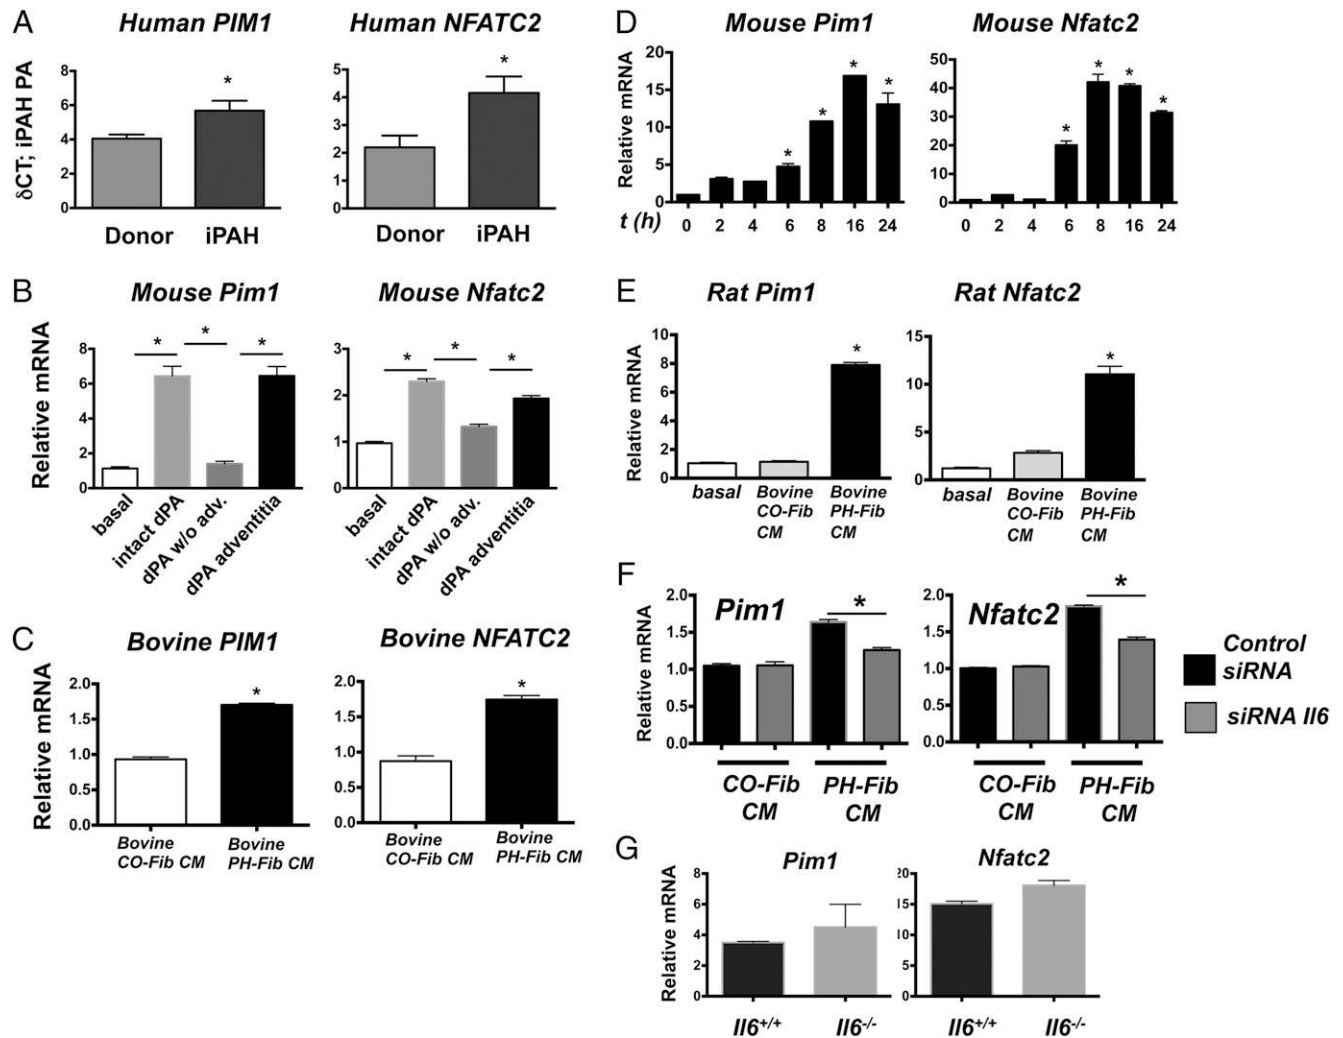 A
Human PIM1
Human NFATC2
δCT; iPAH PA
8
6
4
2
0
Donor
iPAH
*
5
4
3
2
1
0
Donor
iPAH
*
B
Mouse Pim1
Mouse Nfatc2
Relative mRNA
8
6
4
2
0
* * *
basal
intact dPA
dPA w/o adv.
dPA adventitia
3
2
1
0
* * *
basal
intact dPA
dPA w/o adv.
dPA adventitia
C
Bovine PIM1
Bovine NFATC2
Relative mRNA
2.0
1.5
1.0
0.5
0.0
*
Bovine
CO-Fib CM
Bovine
PH-Fib CM
2.0
1.5
1.0
0.5
0.0
*
Bovine
CO-Fib CM
Bovine
PH-Fib CM
D
Mouse Pim1
Mouse Nfatc2
Relative mRNA
20
15
10
5
0
* * * *
t (h)
0 2 4 6 8 16 24
50
40
30
20
10
0
* * * *
0 2 4 6 8 16 24
E
Rat Pim1
Rat Nfatc2
Relative mRNA
10
8
6
4
2
0
*
basal
Bovine
CO-Fib
CM
Bovine
PH-Fib
CM
15
10
5
0
*
basal
Bovine
CO-Fib
CM
Bovine
PH-Fib
CM
F
Pim1
Nfatc2
Relative mRNA
2.0
1.5
1.0
0.5
0.0
*
CO-Fib
CM
PH-Fib
CM
2.0
1.5
1.0
0.5
0.0
*
CO-Fib
CM
PH-Fib
CM
Control
siRNA
siRNA Il6
G
Pim1
Nfatc2
Relative mRNA
8
6
4
2
0
Il6+/+
Il6-/-
20
15
10
5
0
Il6+/+
Il6-/-